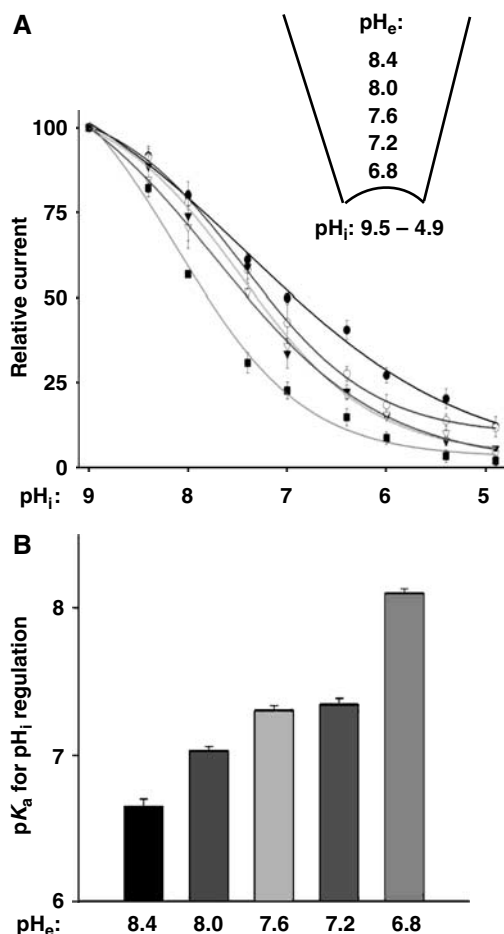 A
pHe:
8.4
8.0
7.6
7.2
6.8
pHi: 9.5 – 4.9
Relative current
100
75
50
25
0
pHi: 9 8 7 6 5
B
pKa for pHi regulation
8
7
6
pHe: 8.4 8.0 7.6 7.2 6.8